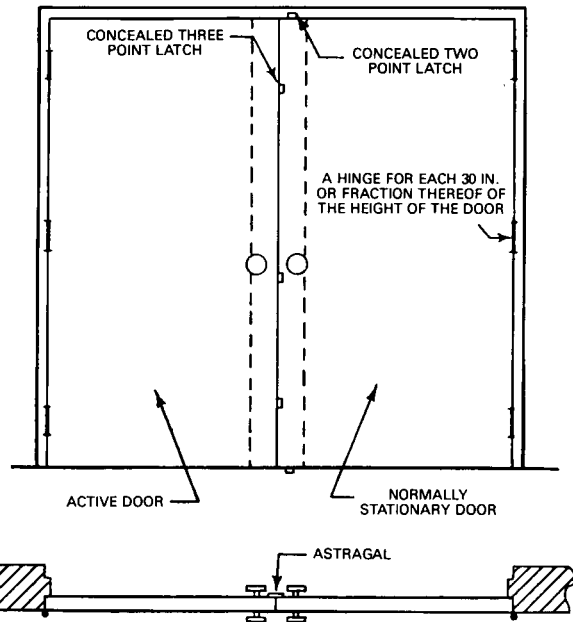 CONCEALED THREE
POINT LATCH
CONCEALED TWO
POINT LATCH
A HINGE FOR EACH 30 IN.
OR FRACTION THEREOF OF
THE HEIGHT OF THE DOOR
ACTIVE DOOR
NORMALLY
STATIONARY DOOR
ASTRAGAL